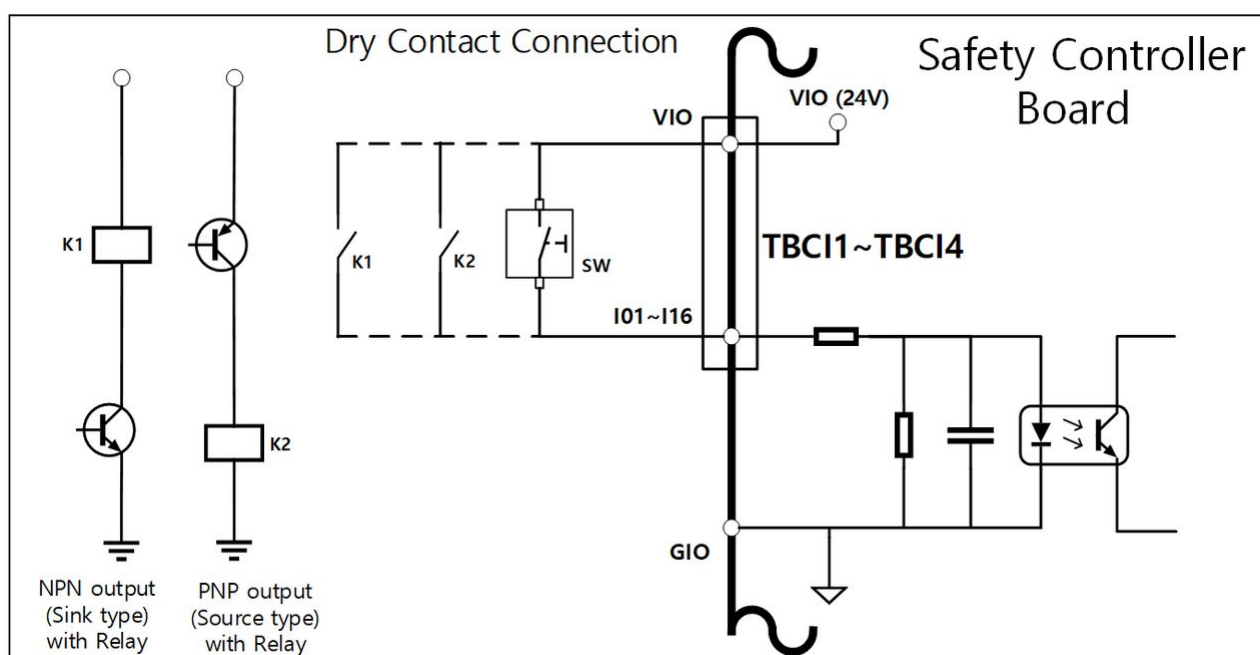 Dry Contact Connection
Safety Controller
Board
VIO (24V)
VIO
K1
K1
K2
SW
TBCI1~TBCI4
I01~I16
K2
GIO
NPN output
(Sink type)
with Relay
PNP output
(Source type)
with Relay